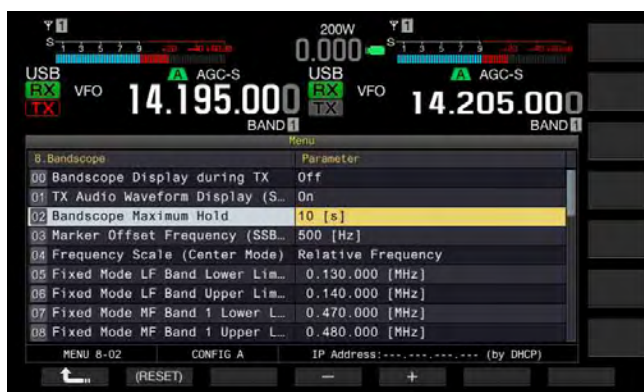 1 200W 1
S 1 3 5 7 9 +20 +40 +60dB 0.000 S 1 3 5 7 9 +20 +40 +60dB
USB A AGC-S USB A AGC-S
RX VFO 14.195.000 RX VFO 14.205.000
TX TX
BAND 1 BAND 1
Menu
8.Bandscope Parameter
00 Bandscope Display during TX Off
01 TX Audio Waveform Display (S… On
02 Bandscope Maximum Hold 10 [s]
03 Marker Offset Frequency (SSB… 500 [Hz]
04 Frequency Scale (Center Mode) Relative Frequency
05 Fixed Mode LF Band Lower Lim… 0.130.000 [MHz]
06 Fixed Mode LF Band Upper Lim… 0.140.000 [MHz]
07 Fixed Mode MF Band 1 Lower L… 0.470.000 [MHz]
08 Fixed Mode MF Band 1 Upper L… 0.480.000 [MHz]
MENU 8-02 CONFIG A IP Address:---.---.---.--- (by DHCP)
(RESET) − +